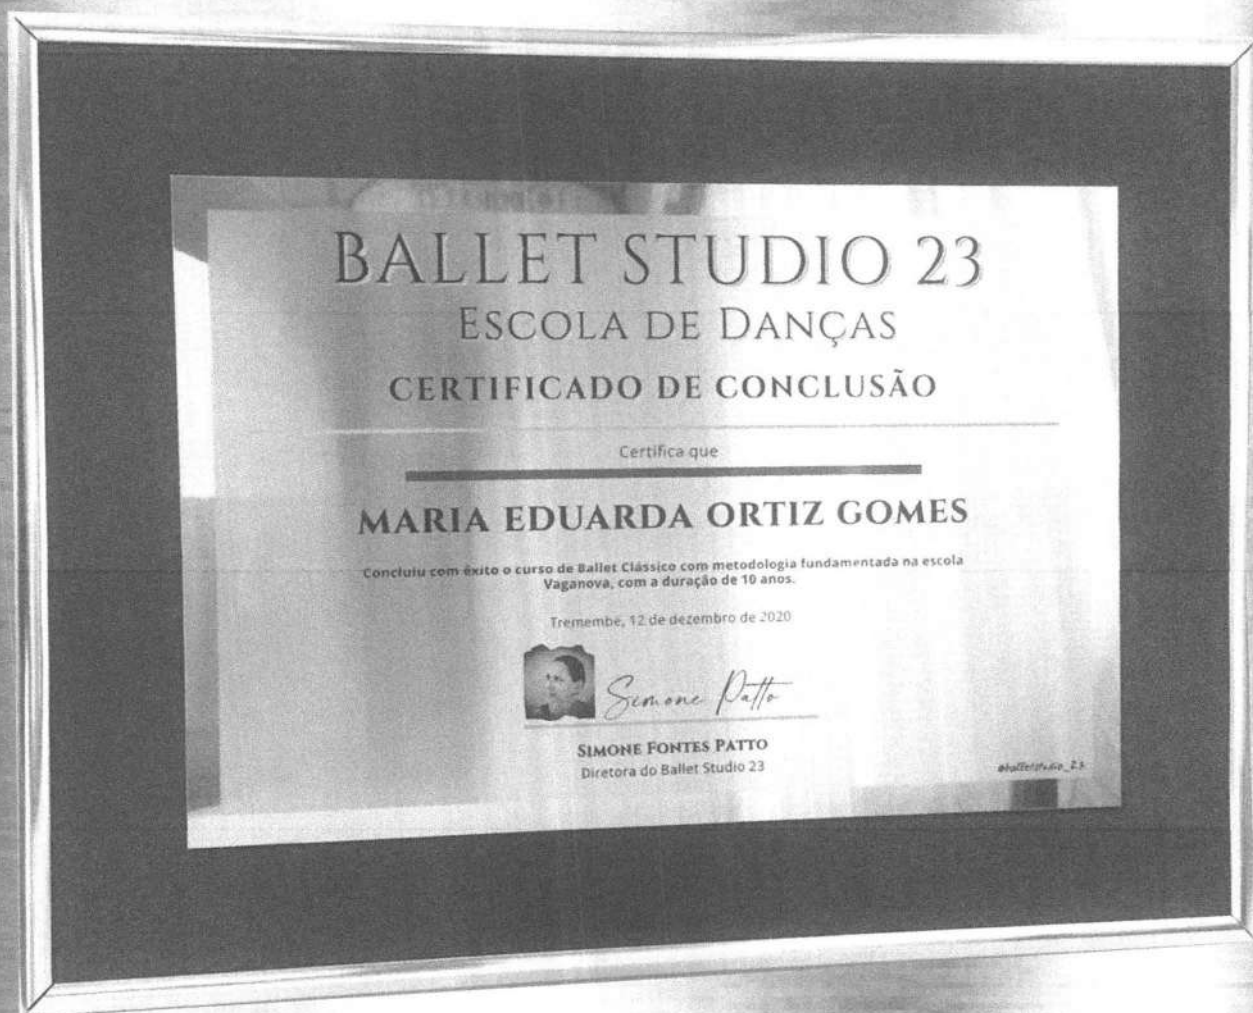 BALLET STUDIO 23
ESCOLA DE DANÇAS
CERTIFICADO DE CONCLUSÃO
Certifica que
MARIA EDUARDA ORTIZ GOMES
Concluiu com êxito o curso de Ballet Clássico com metodologia fundamentada na escola
Vaganova, com a duração de 10 anos.
Tremembé, 12 de dezembro de 2020
Simone Patto
SIMONE FONTES PATTO
Diretora do Ballet Studio 23
@balletstudio_23